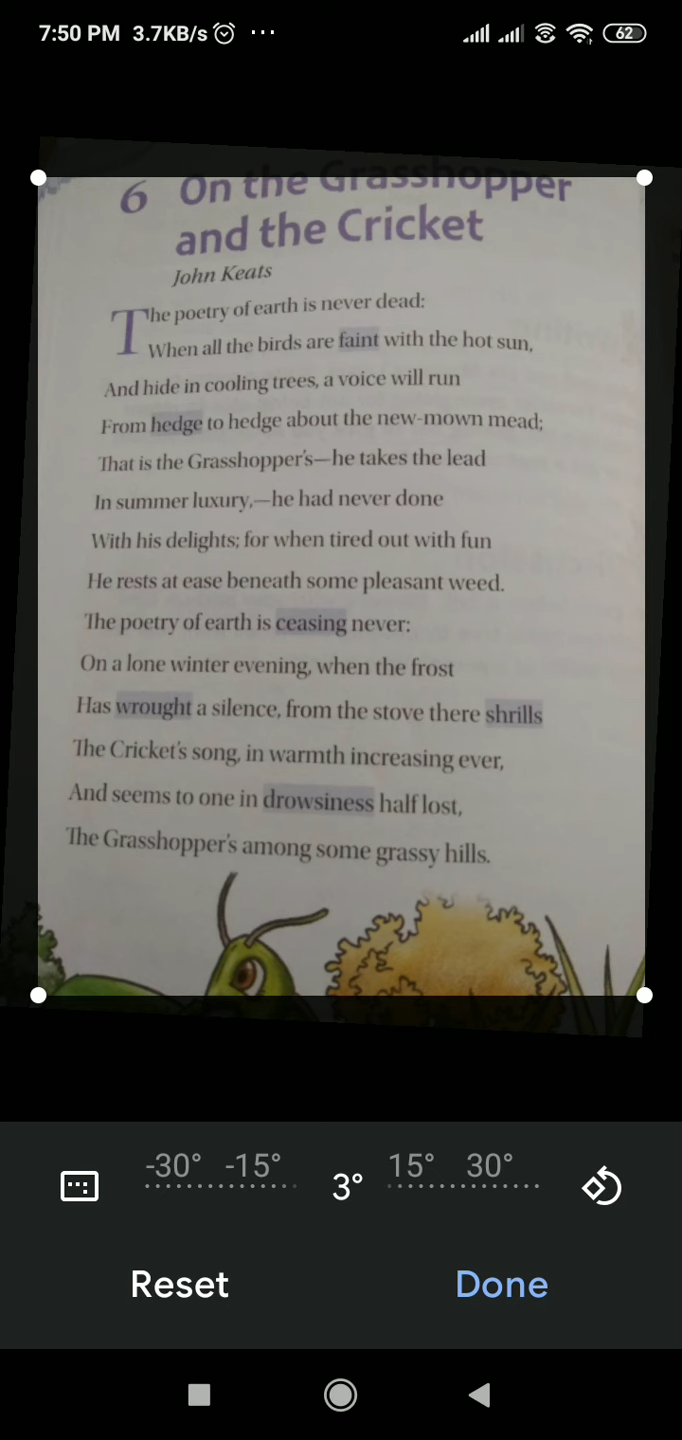 7:50 PM 3.7KB/s ...
62
6 On the Grasshopper
and the Cricket
John Keats
The poetry of earth is never dead:
When all the birds are faint with the hot sun,
And hide in cooling trees, a voice will run
From hedge to hedge about the new-mown mead;
That is the Grasshopper's—he takes the lead
In summer luxury,—he had never done
With his delights; for when tired out with fun
He rests at ease beneath some pleasant weed.
The poetry of earth is ceasing never:
On a lone winter evening, when the frost
Has wrought a silence, from the stove there shrills
The Cricket's song, in warmth increasing ever,
And seems to one in drowsiness half lost,
The Grasshopper's among some grassy hills.
-30° -15° 3° 15° 30°
Reset Done